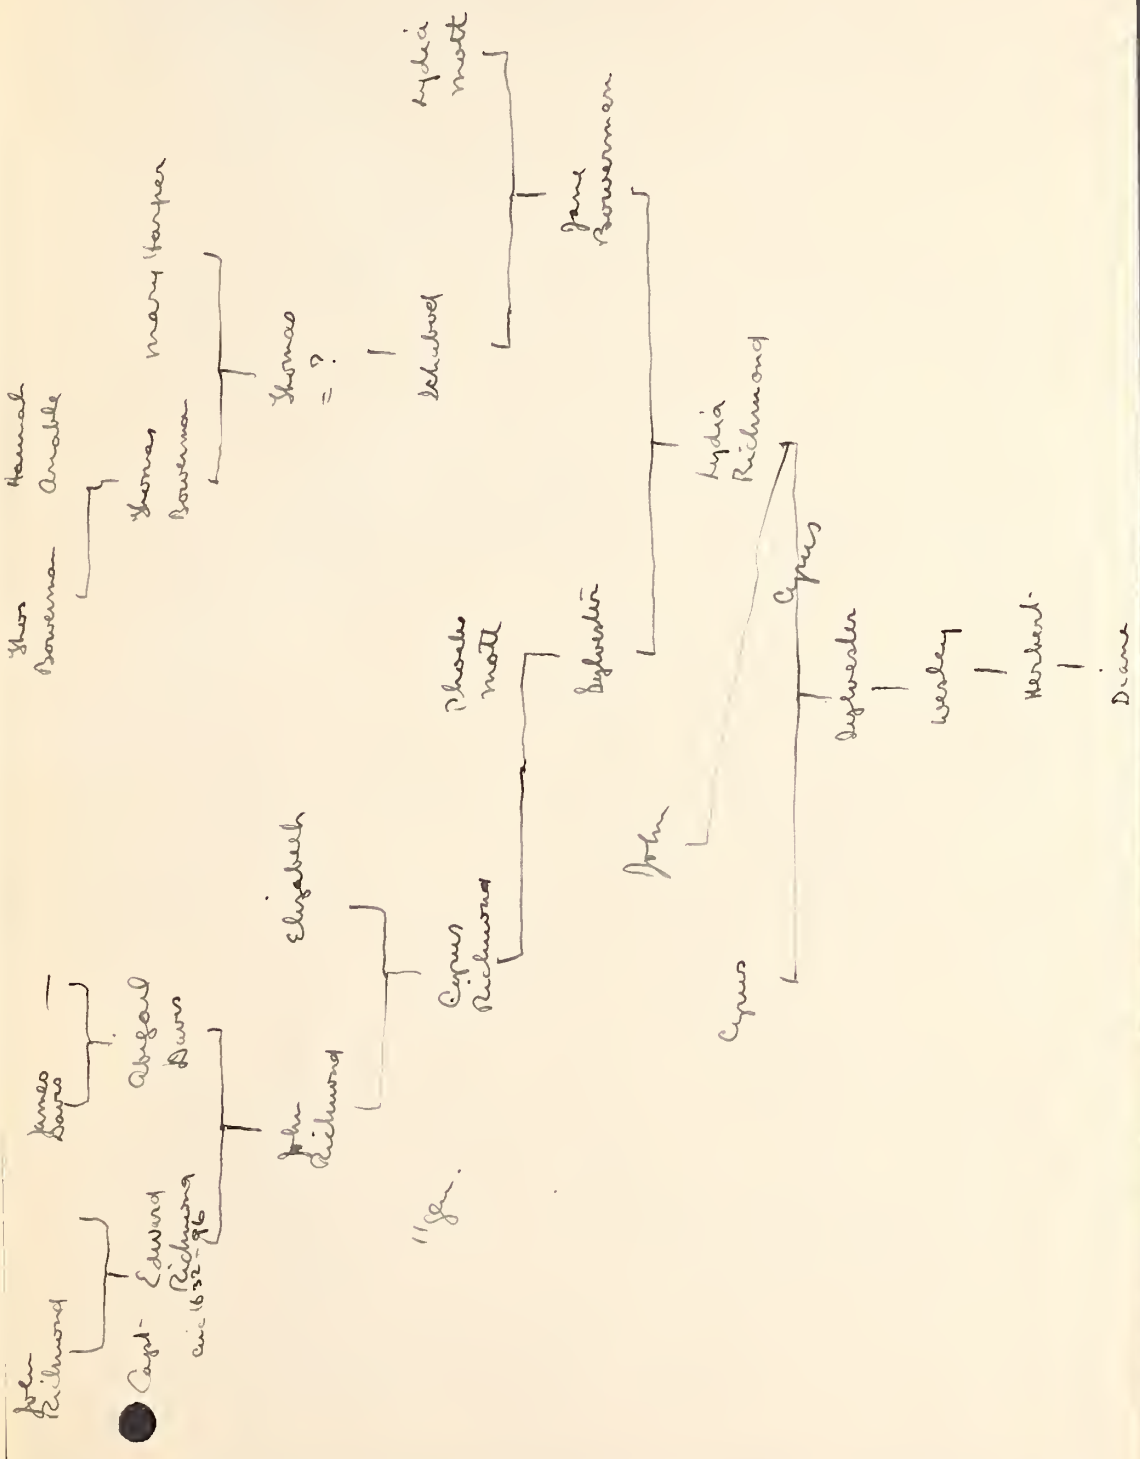 John
Richmond
James
Davis
Thos
Bowerman
Hannah
Annable
Capt Edward
Richmond
circ 1632-96
Abigail
Davis
Thomas
Bowerman
Mary Harper
John
Richmond
Elizabeth
Thomas
= ?
"Gen.
Cyrus
Richmond
Phoebe
Mott
Ichabod
Lydia
Mott
Sylvester
Jane
Bowerman
John
Lydia
Richmond
Cyrus
Cyrus
Sylvester
Wesley
Herbert
Diane